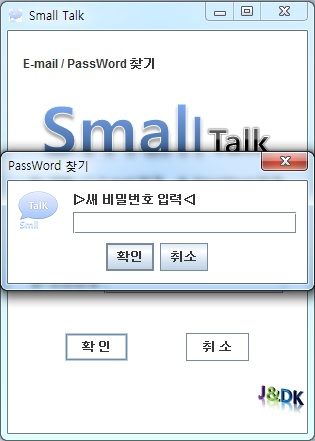 Small Talk
E-mail / PassWord 찾기
Small Talk
PassWord 찾기
Talk
Smll
▷새 비밀번호 입력◁
확인 취소
확 인 취 소
J&DK